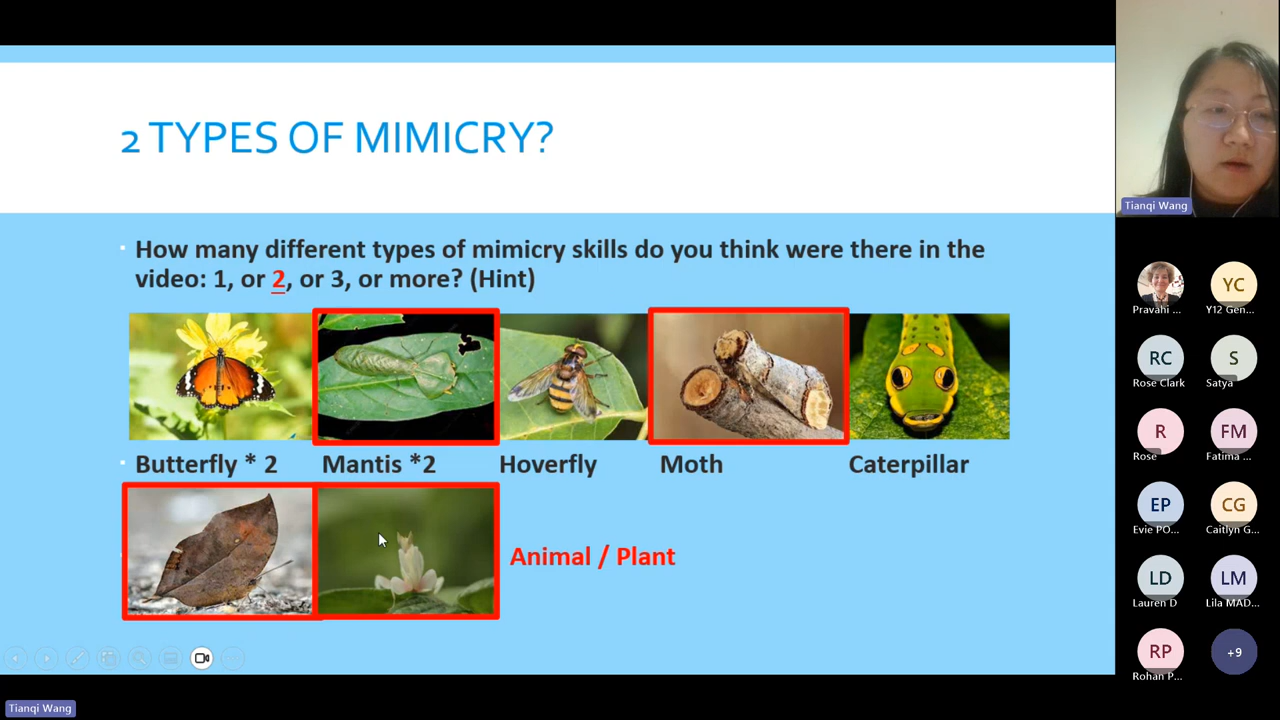 2 TYPES OF MIMICRY?
How many different types of mimicry skills do you think were there in the
video: 1, or 2, or 3, or more? (Hint)
Butterfly * 2
Mantis *2
Hoverfly
Moth
Caterpillar
Animal / Plant
Tianqi Wang
Tianqi Wang
Pravahi ...
YC
Y12 Gen...
RC
Rose Clark
S
Satya
R
Rose
FM
Fatima ...
EP
Evie PO...
CG
Caitlyn G...
LD
Lauren D
LM
Lila MAD...
RP
Rohan P...
+9